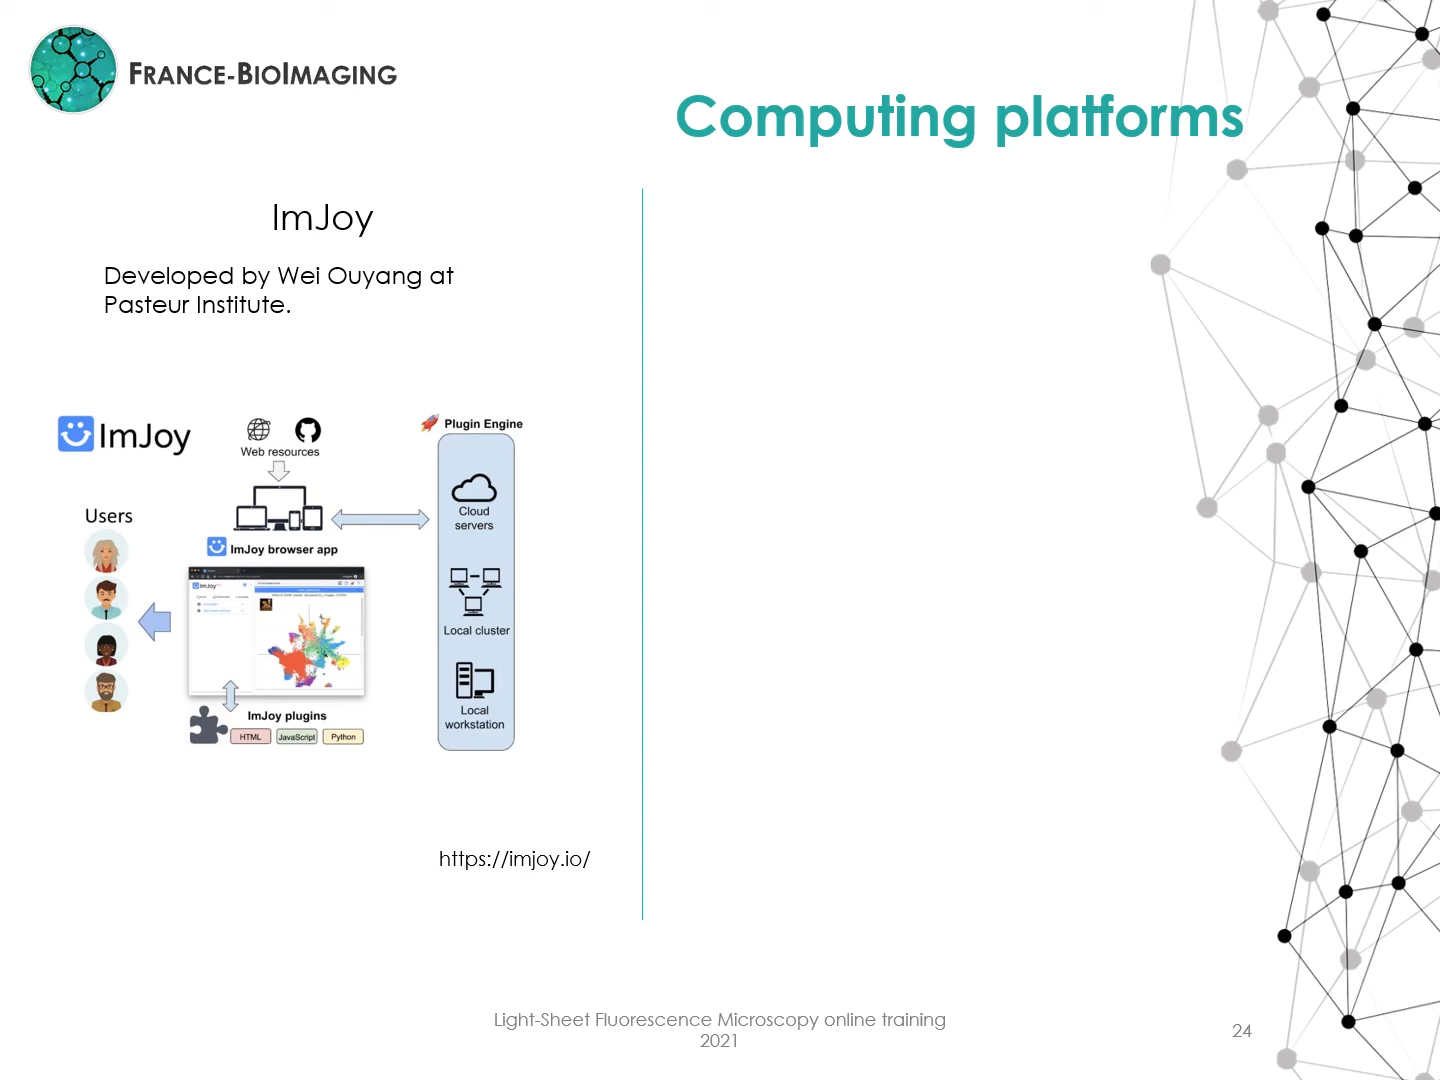 FRANCE-BIOIMAGING
Computing platforms
ImJoy
Developed by Wei Ouyang at
Pasteur Institute.
ImJoy
Web resources
Plugin Engine
Cloud
servers
Users
ImJoy browser app
Local cluster
Local
workstation
ImJoy plugins
HTML
JavaScript
Python
https://imjoy.io/
Light-Sheet Fluorescence Microscopy online training
2021
24